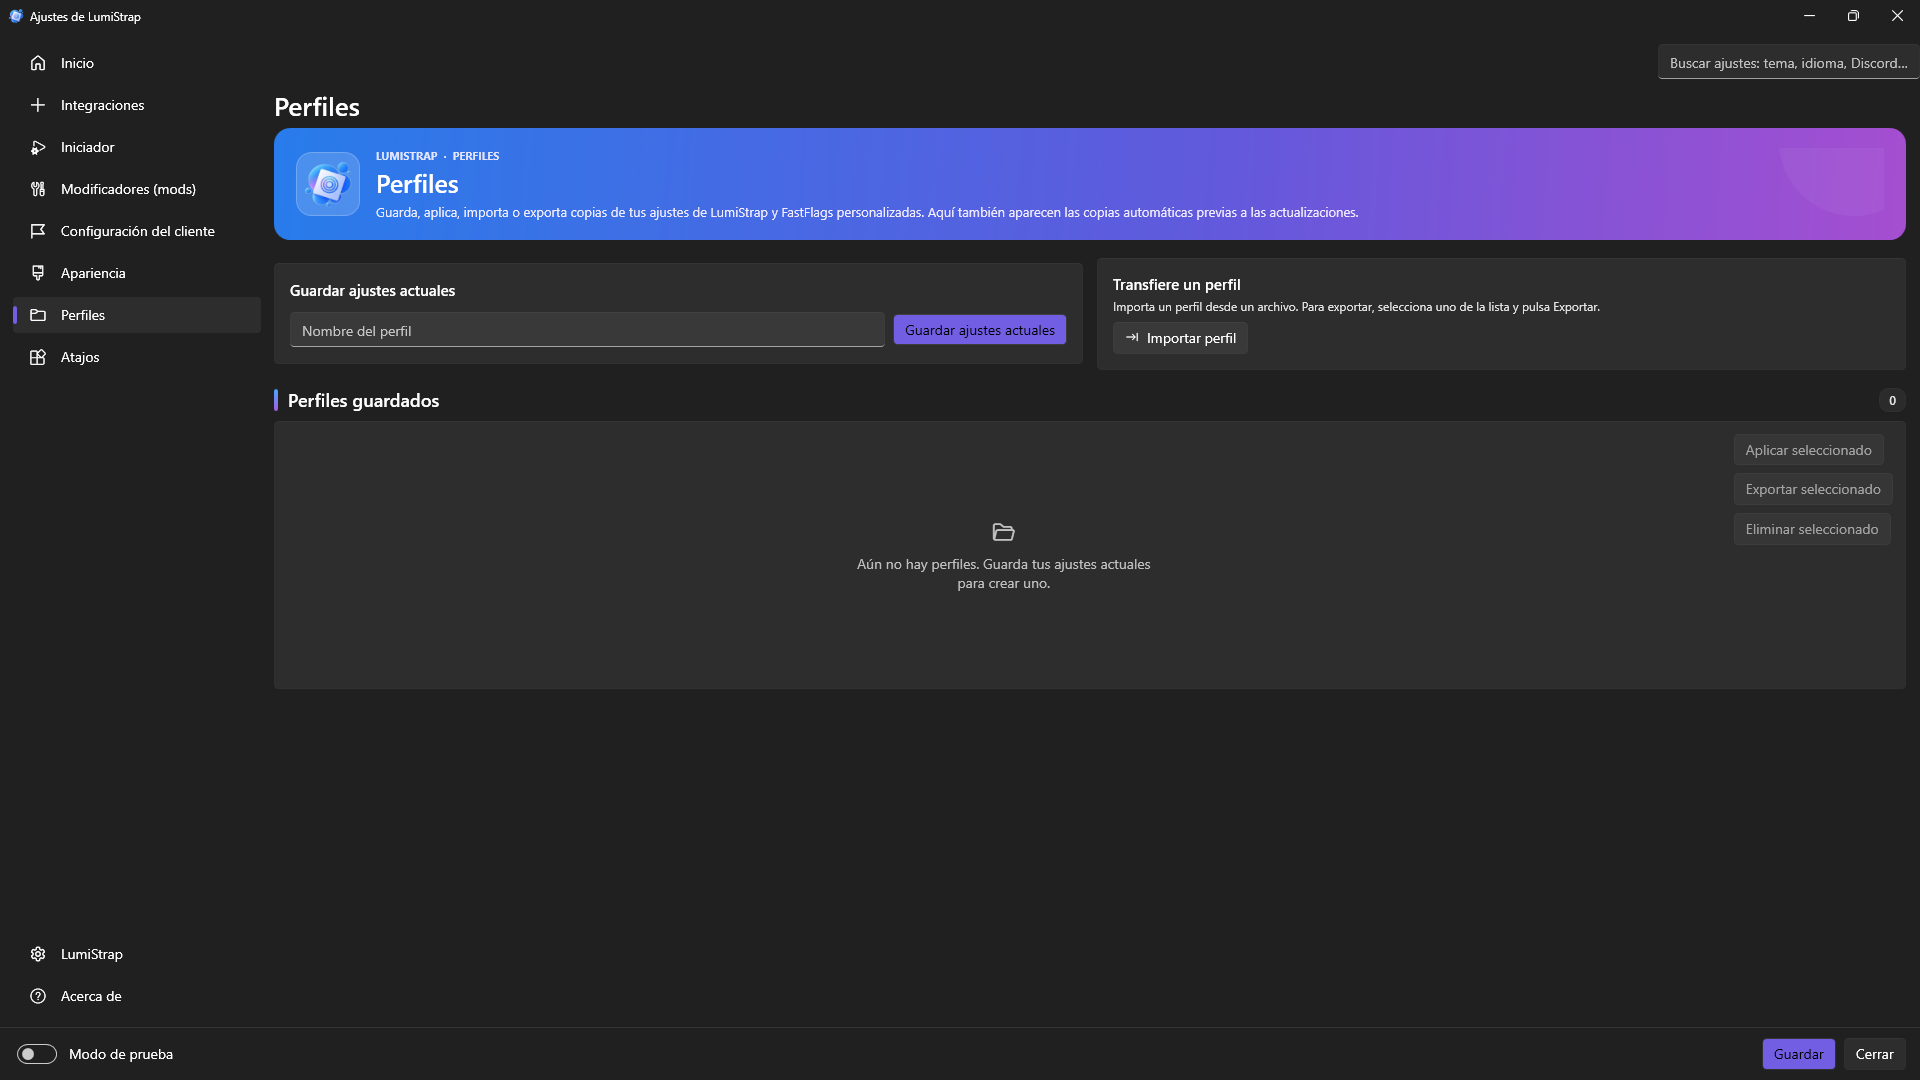 Ajustes de LumiStrap
Inicio
Integraciones
Iniciador
Modificadores (mods)
Configuración del cliente
Apariencia
Perfiles
Atajos
Buscar ajustes: tema, idioma, Discord...
Perfiles
LUMISTRAP · PERFILES
Perfiles
Guarda, aplica, importa o exporta copias de tus ajustes de LumiStrap y FastFlags personalizadas. Aquí también aparecen las copias automáticas previas a las actualizaciones.
Guardar ajustes actuales
Nombre del perfil
Guardar ajustes actuales
Transfiere un perfil
Importa un perfil desde un archivo. Para exportar, selecciona uno de la lista y pulsa Exportar.
Importar perfil
Perfiles guardados
0
Aplicar seleccionado
Exportar seleccionado
Eliminar seleccionado
Aún no hay perfiles. Guarda tus ajustes actuales
para crear uno.
LumiStrap
Acerca de
Modo de prueba
Guardar
Cerrar